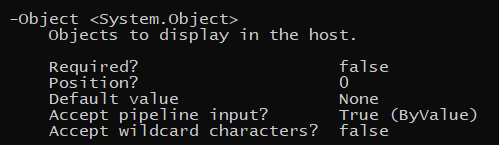 -Object <System.Object>
Objects to display in the host.
Required? false
Position? 0
Default value None
Accept pipeline input? True (ByValue)
Accept wildcard characters? false